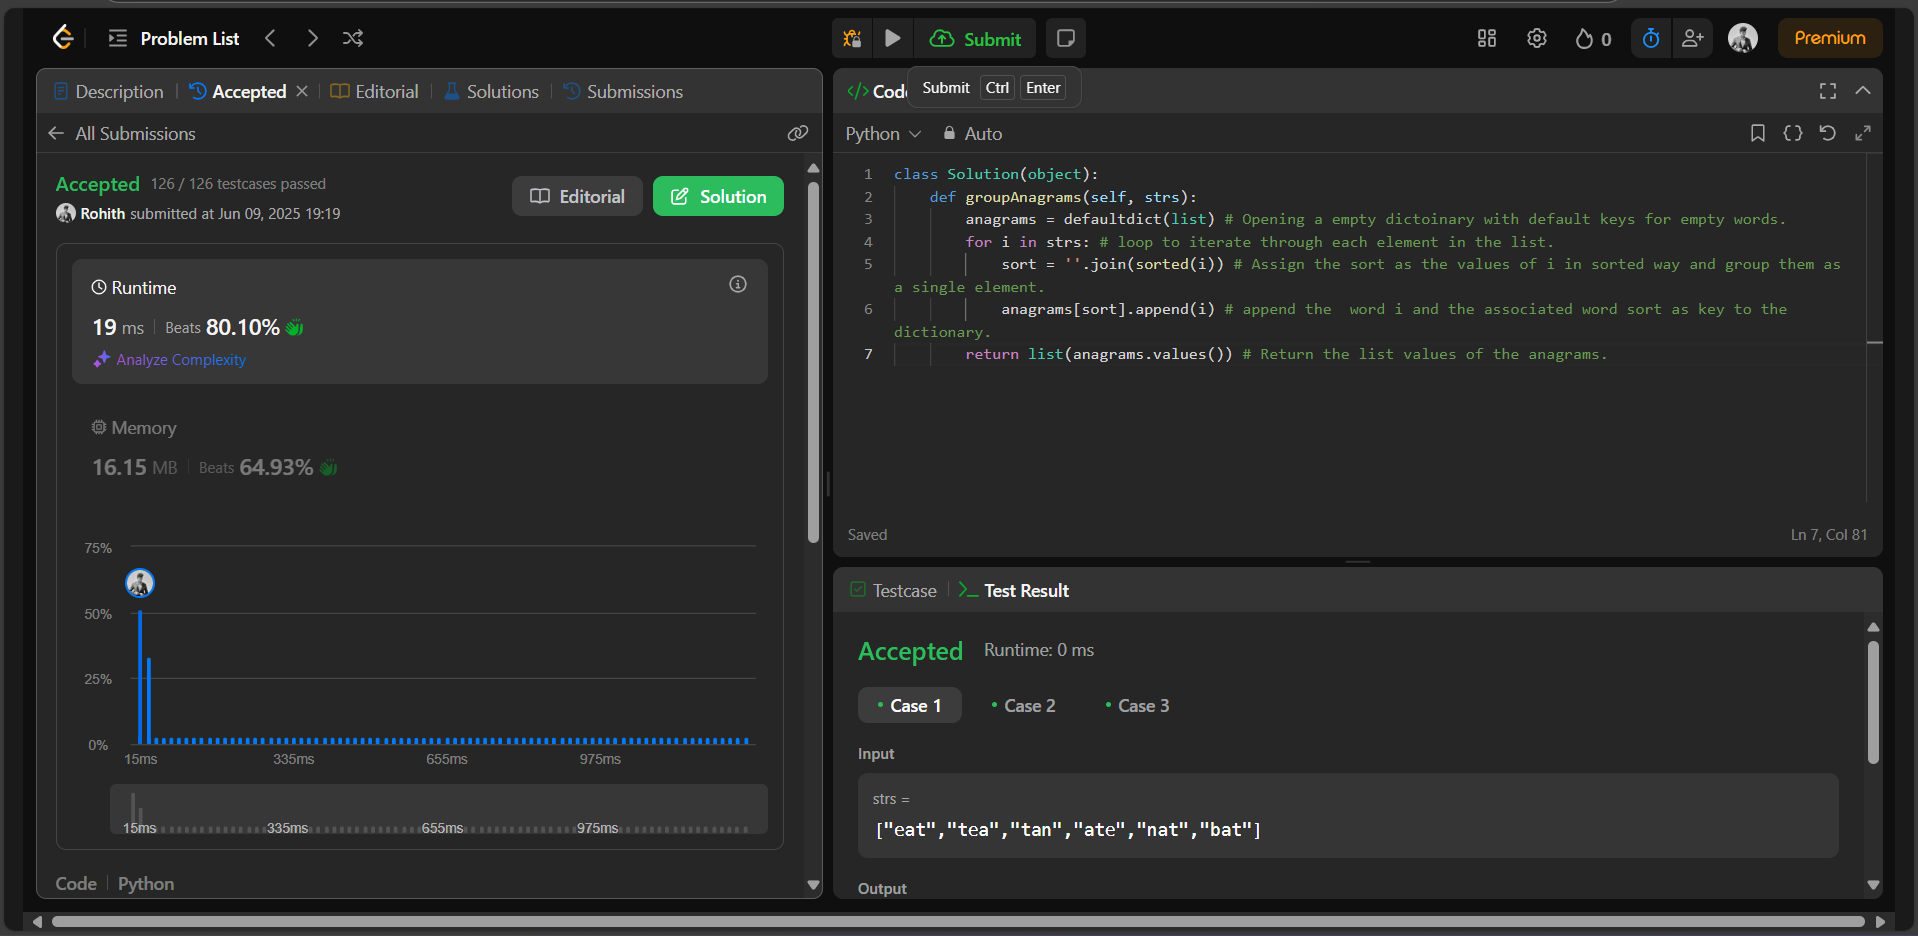 Problem List
Submit
0
Premium
Description
Accepted
Editorial
Solutions
Submissions
All Submissions
Accepted 126 / 126 testcases passed
Rohith submitted at Jun 09, 2025 19:19
Editorial
Solution
Runtime
19 ms Beats 80.10%
Analyze Complexity
Memory
16.15 MB Beats 64.93%
75%
50%
25%
0%
15ms 335ms 655ms 975ms
15ms 335ms 655ms 975ms
Code Python
Code
Submit Ctrl Enter
Python Auto
1 class Solution(object):
2 def groupAnagrams(self, strs):
3 anagrams = defaultdict(list) # Opening a empty dictoinary with default keys for empty words.
4 for i in strs: # loop to iterate through each element in the list.
5 sort = ''.join(sorted(i)) # Assign the sort as the values of i in sorted way and group them as
a single element.
6 anagrams[sort].append(i) # append the  word i and the associated word sort as key to the
dictionary.
7 return list(anagrams.values()) # Return the list values of the anagrams.
Saved
Ln 7, Col 81
Testcase
Test Result
Accepted Runtime: 0 ms
Case 1
Case 2
Case 3
Input
strs =
["eat","tea","tan","ate","nat","bat"]
Output